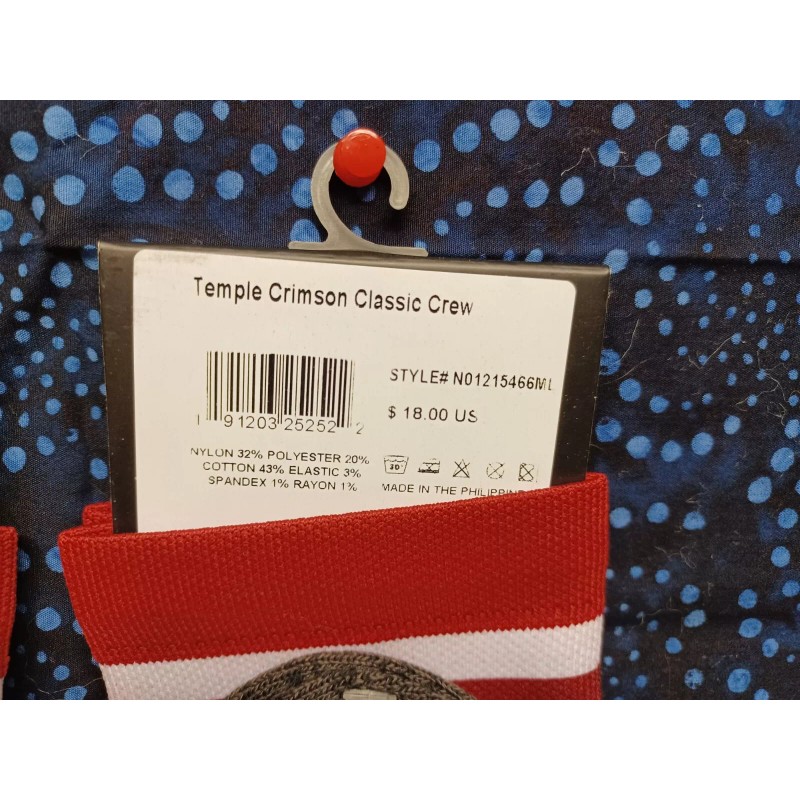 Temple Crimson Classic Crew
STYLE# N01215466ML
$ 18.00 US
1 91203 25252 2
NYLON 32% POLYESTER 20%
COTTON 43% ELASTIC 3%
SPANDEX 1% RAYON 1%
30°
MADE IN THE